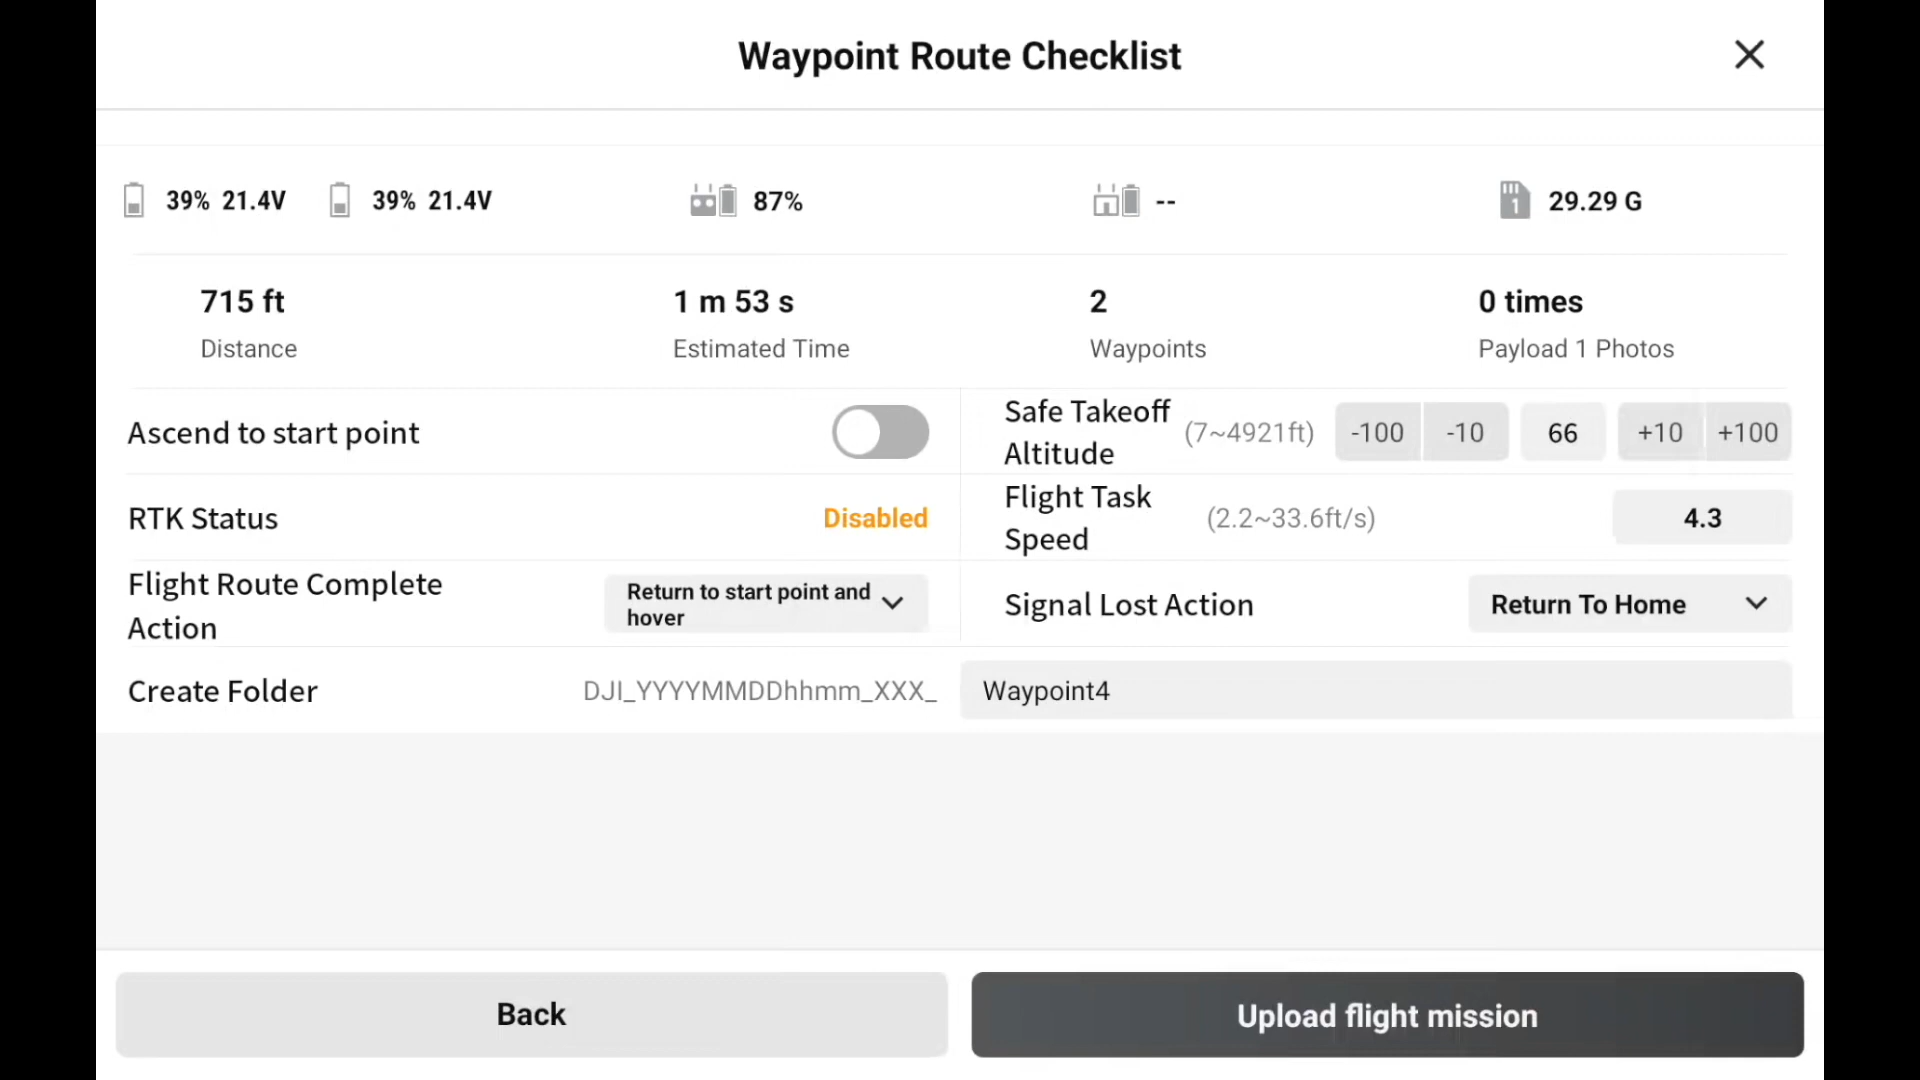 Waypoint Route Checklist
39% 21.4V 39% 21.4V 87% -- 1 29.29 G
715 ft 1 m 53 s 2 0 times
Distance Estimated Time Waypoints Payload 1 Photos
Ascend to start point
Safe Takeoff Altitude (7~4921ft) -100 -10 66 +10 +100
RTK Status Disabled
Flight Task Speed (2.2~33.6ft/s) 4.3
Flight Route Complete Action
Return to start point and hover
Signal Lost Action Return To Home
Create Folder DJI_YYYYMMDDhhmm_XXX_ Waypoint4
Back Upload flight mission